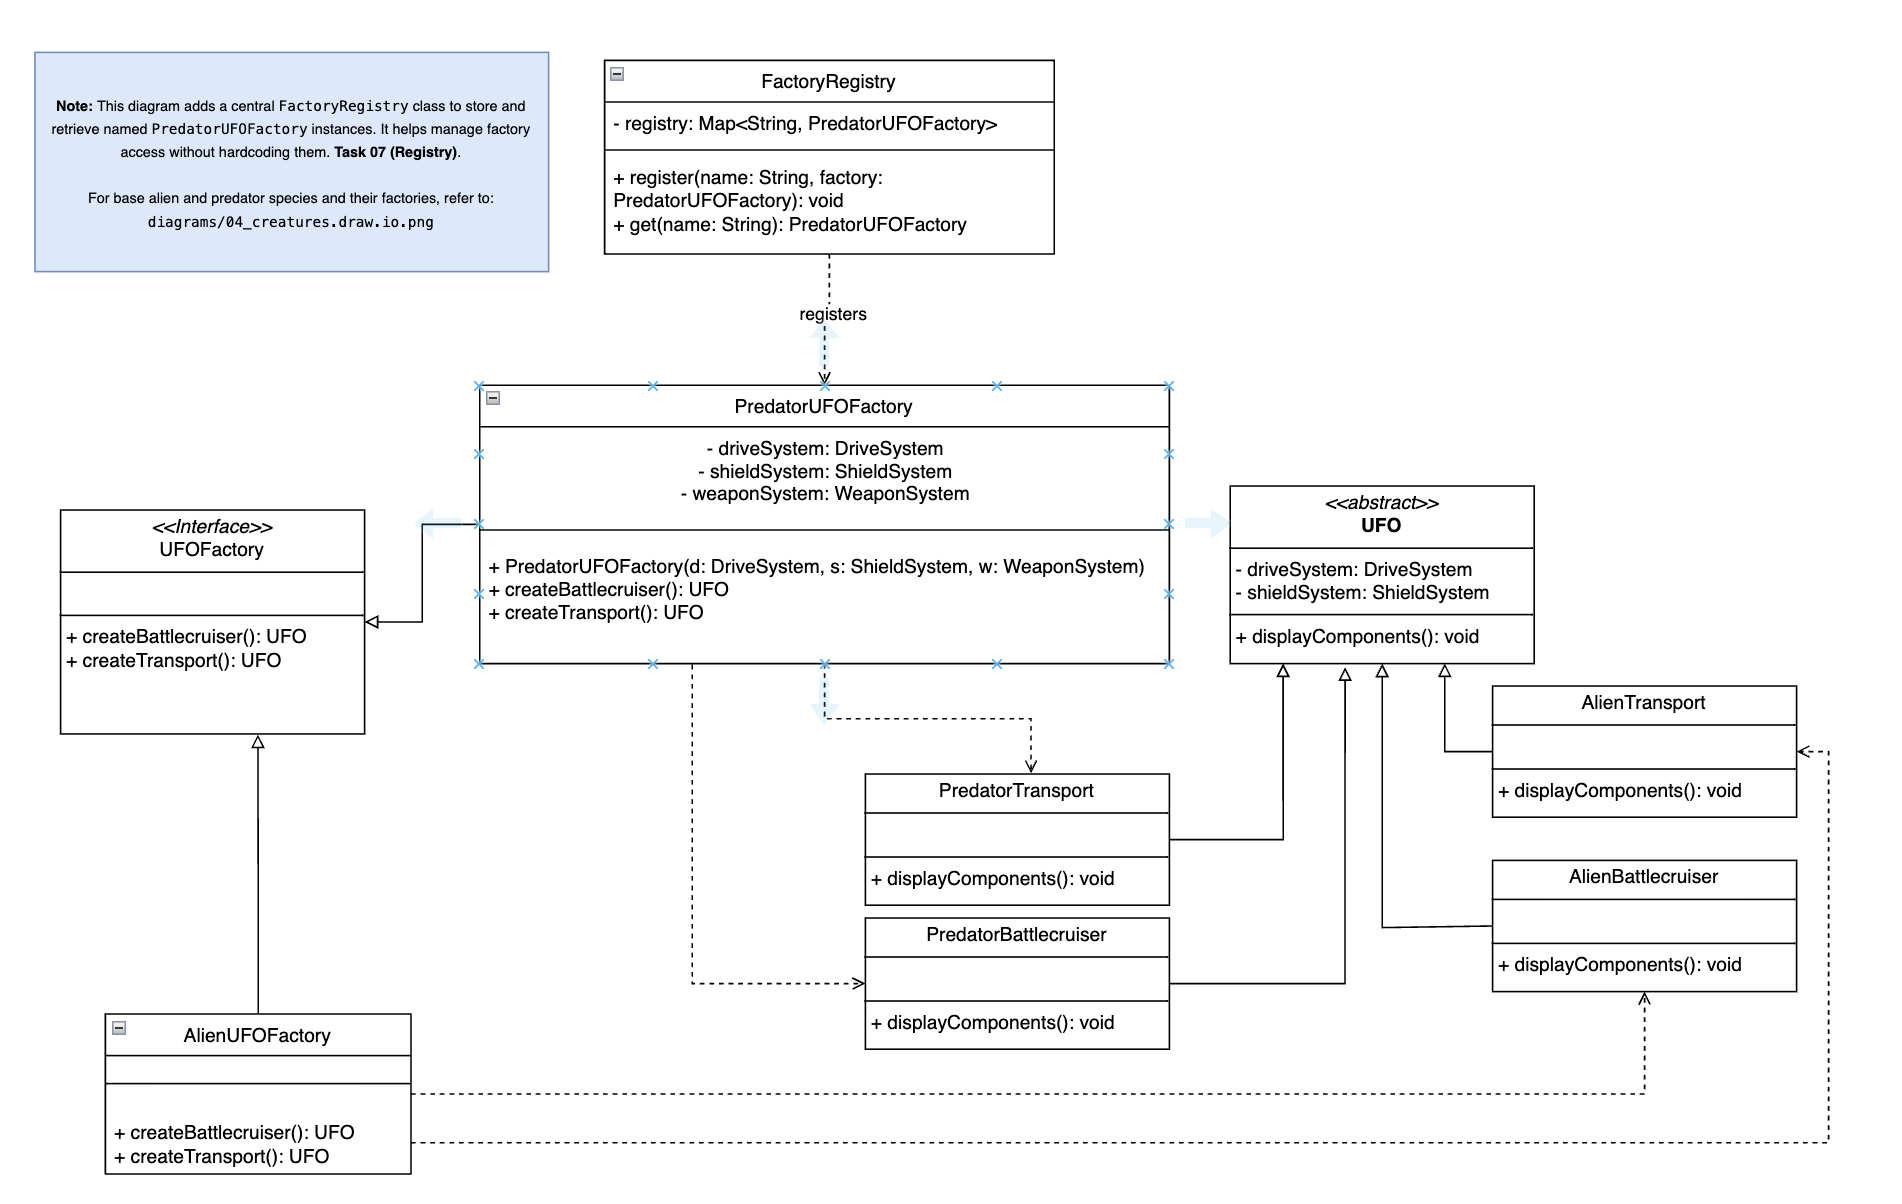 Note: This diagram adds a central FactoryRegistry class to store and
retrieve named PredatorUFOFactory instances. It helps manage factory
access without hardcoding them. Task 07 (Registry).
For base alien and predator species and their factories, refer to:
diagrams/04_creatures.draw.io.png
FactoryRegistry
- registry: Map<String, PredatorUFOFactory>
+ register(name: String, factory:
PredatorUFOFactory): void
+ get(name: String): PredatorUFOFactory
registers
PredatorUFOFactory
- driveSystem: DriveSystem
- shieldSystem: ShieldSystem
- weaponSystem: WeaponSystem
+ PredatorUFOFactory(d: DriveSystem, s: ShieldSystem, w: WeaponSystem)
+ createBattlecruiser(): UFO
+ createTransport(): UFO
<<Interface>>
UFOFactory
+ createBattlecruiser(): UFO
+ createTransport(): UFO
<<abstract>>
UFO
- driveSystem: DriveSystem
- shieldSystem: ShieldSystem
+ displayComponents(): void
AlienTransport
+ displayComponents(): void
PredatorTransport
+ displayComponents(): void
AlienBattlecruiser
+ displayComponents(): void
PredatorBattlecruiser
+ displayComponents(): void
AlienUFOFactory
+ createBattlecruiser(): UFO
+ createTransport(): UFO